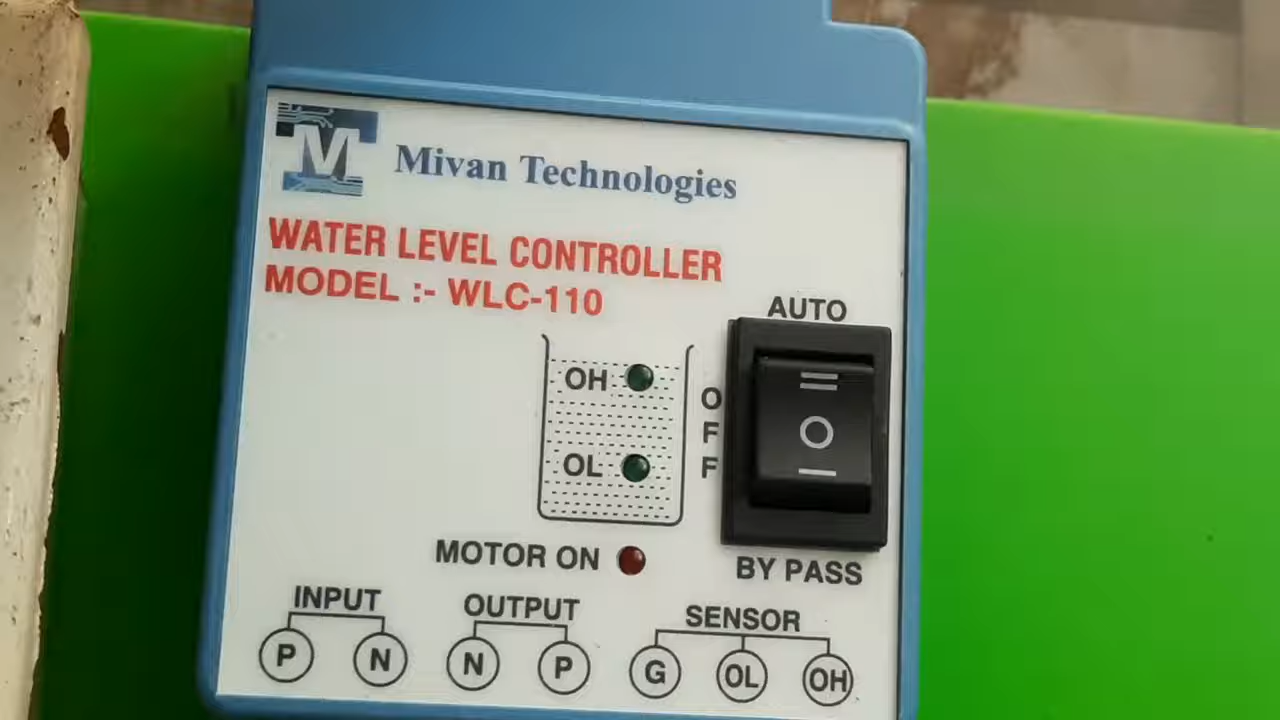 M
Mivan Technologies
WATER LEVEL CONTROLLER
MODEL :- WLC-110
AUTO
OH
OFF
OL
MOTOR ON
BY PASS
INPUT
OUTPUT
SENSOR
P N N P G OL OH